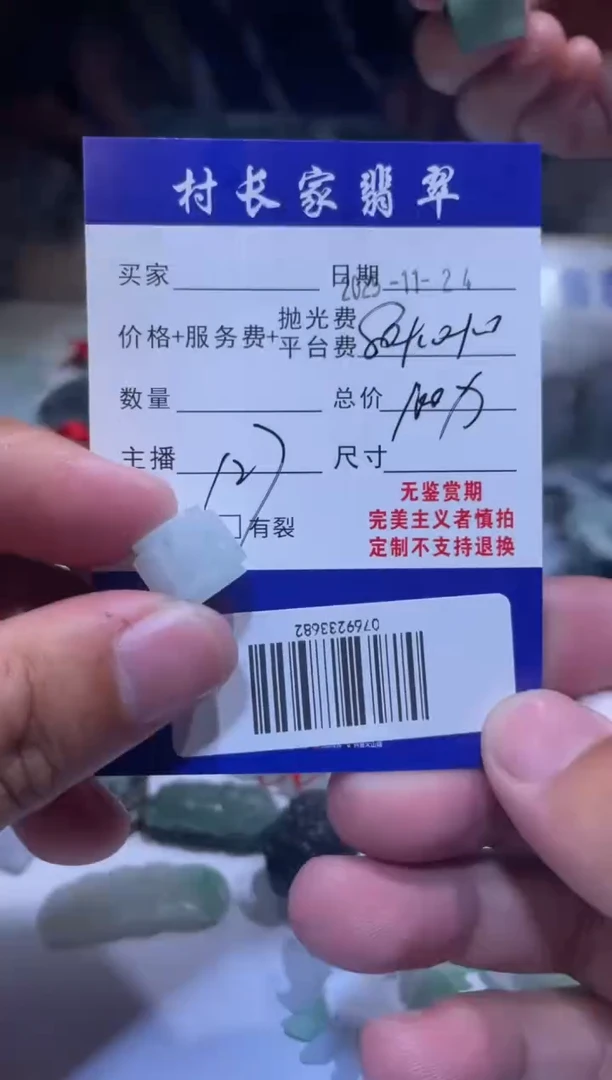 村长家翡翠
买家 日期 2025-11-24
价格+服务费+抛光费
平台费
数量 总价
主播 尺寸
有裂
无鉴赏期
完美主义者慎拍
定制不支持退换
0769233682